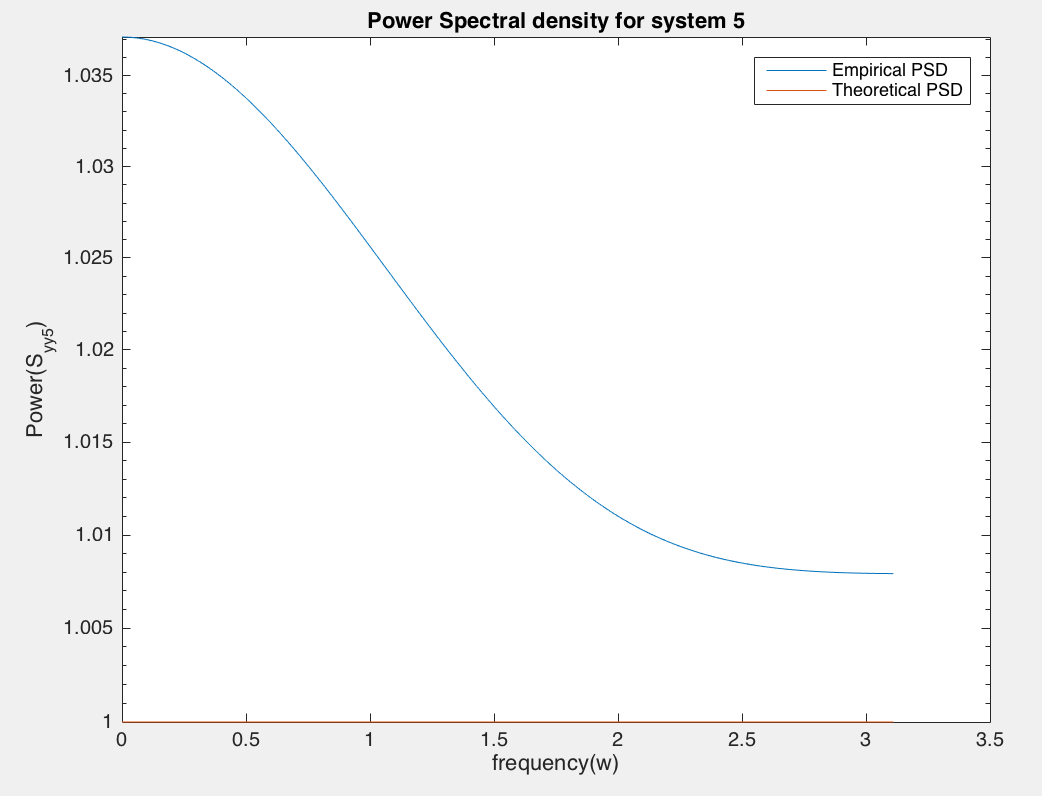 Power Spectral density for system 5
Empirical PSD
Theoretical PSD
1.035
1.03
1.025
1.02
1.015
1.01
1.005
1
Power(S_yy5)
0 0.5 1 1.5 2 2.5 3 3.5
frequency(w)